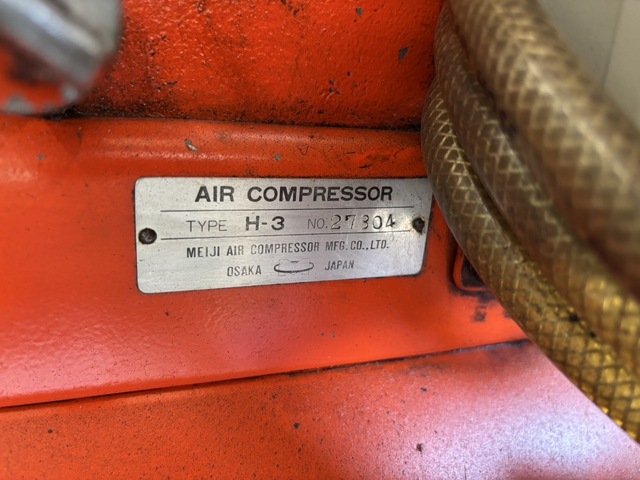 AIR COMPRESSOR
TYPE H-3 NO. 27304
MEIJI AIR COMPRESSOR MFG. CO., LTD.
OSAKA JAPAN